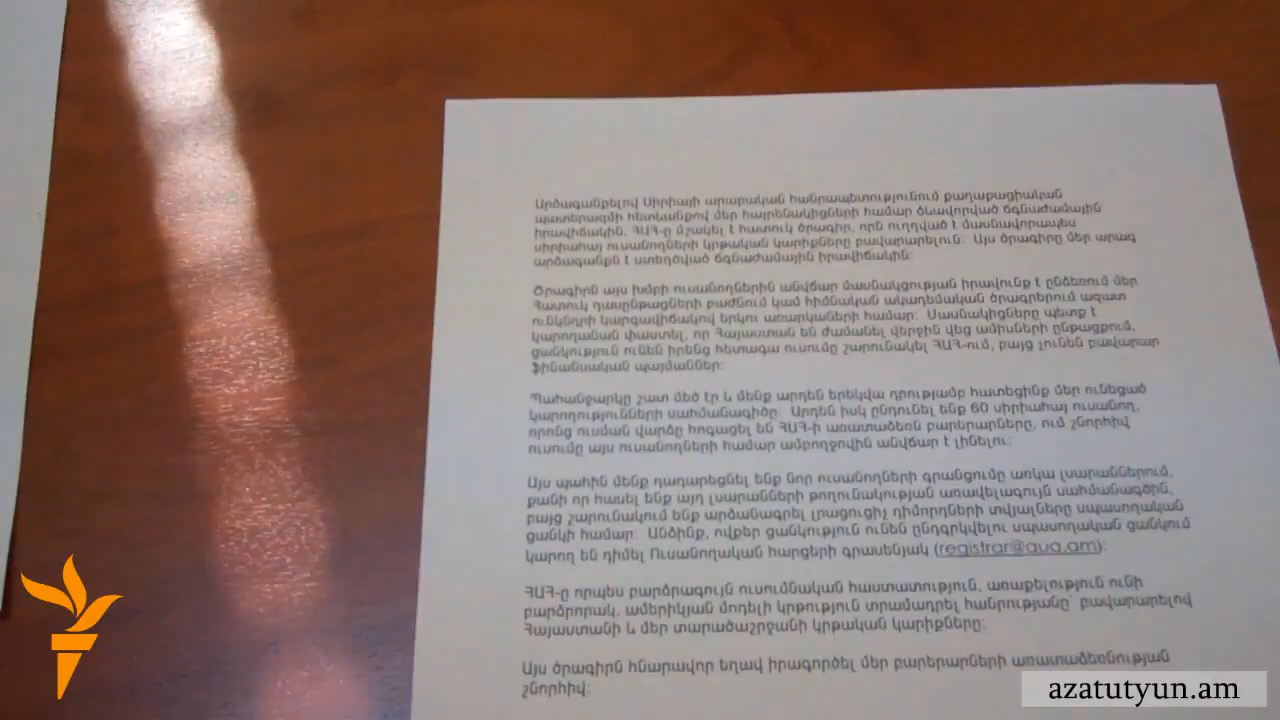 Արձագանքելով Սիրիայի արաբական հանրապետությունում քաղաքացիական
պատերազմի հետևանքով մեր հայրենակիցների համար ձևավորված ճգնաժամային
իրավիճակին, ՀԱՀ-ը մշակել է հատուկ ծրագիր, որն ուղղված է մասնավորապես
սիրիահայ ուսանողների կրթական կարիքները բավարարելուն: Այս ծրագիրը մեր արագ
արձագանքն է ստեղծված ճգնաժամային իրավիճակին:
Ծրագիրն այս խմբի ուսանողներին անվճար մասնակցության իրավունք է ընձեռում մեր
Հատուկ դասընթացների բաժնում կամ հիմնական ակադեմական ծրագրերում ազատ
ունկնդրի կարգավիճակով երկու առարկաների համար: Մասնակիցները պետք է
կարողանան փաստել, որ Հայաստան են ժամանել վերջին վեց ամիսների ընթացքում,
ցանկություն ունեն իրենց հետագա ուսումը շարունակել ՀԱՀ-ում, բայց չունեն բավարար
ֆինանսական պայմաններ:
Պահանջարկը շատ մեծ էր և մենք արդեն երեկվա դրությամբ հատեցինք մեր ունեցած
կարողությունների սահմանագիծը: Արդեն իսկ ընդունել ենք 60 սիրիահայ ուսանող,
որոնց ուսման վարձը հոգացել են ՀԱՀ-ի առատաձեռն բարերարները, ում շնորհիվ
ուսումը այս ուսանողների համար ամբողջովին անվճար է լինելու:
Այս պահին մենք դադարեցնել ենք նոր ուսանողների գրանցումը առկա լսարաններում,
քանի որ հասել ենք այդ լսարանների թողունակության առավելագույն սահմանագծին,
բայց շարունակում ենք արձանագրել լրացուցիչ դիմորդների տվյալները սպասողական
ցանկի համար: Անձինք, ովքեր ցանկություն ունեն ընդգրկվելու սպասողական ցանկում
կարող են դիմել Ուսանողական հարցերի գրասենյակ (registrar@aua.am):
ՀԱՀ-ը որպես բարձրագույն ուսումնական հաստատություն, առաքելություն ունի
բարձրորակ, ամերիկյան մոդելի կրթություն տրամադրել հանրությանը՝ բավարարելով
Հայաստանի և մեր տարածաշրջանի կրթական կարիքները:
Այս ծրագիրն հնարավոր եղավ իրագործել մեր բարերարների առատաձեռնության
շնորհիվ:
azatutyun.am